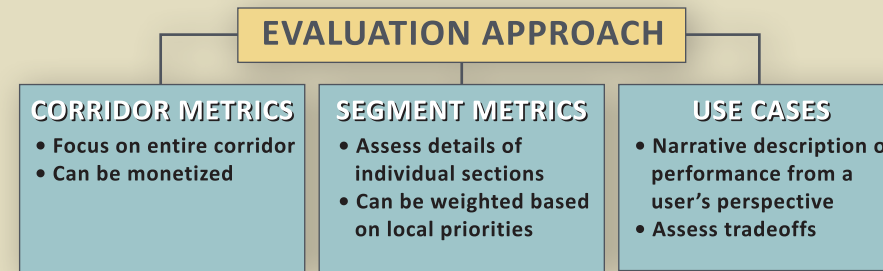 EVALUATION APPROACH
CORRIDOR METRICS
• Focus on entire corridor
• Can be monetized
SEGMENT METRICS
• Assess details of
individual sections
• Can be weighted based
on local priorities
USE CASES
• Narrative description
performance from a
user's perspective
• Assess tradeoffs